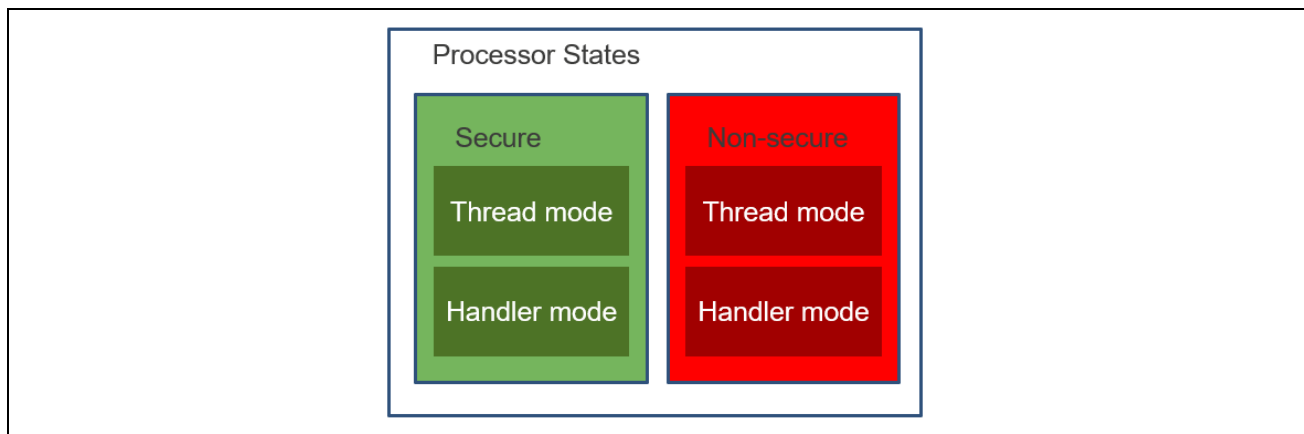 Processor States
Secure
Thread mode
Handler mode
Non-secure
Thread mode
Handler mode